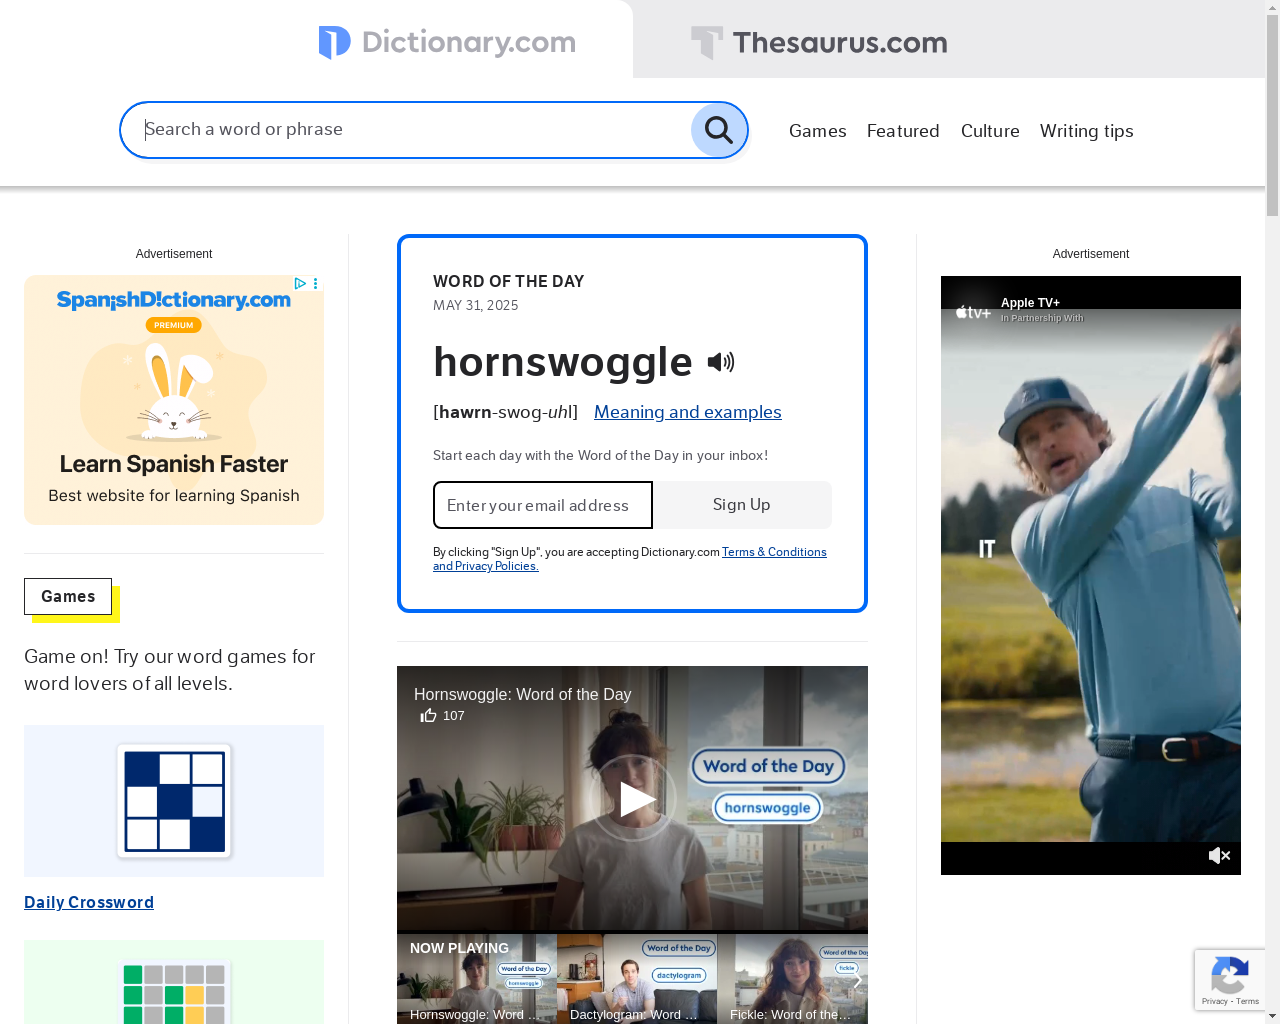 Dictionary.com
Thesaurus.com
Search a word or phrase
Games
Featured
Culture
Writing tips
Advertisement
SpanishD!ctionary.com
PREMIUM
Learn Spanish Faster
Best website for learning Spanish
Games
Game on! Try our word games for
word lovers of all levels.
Daily Crossword
WORD OF THE DAY
MAY 31, 2025
hornswoggle
[hawrn-swog-uhl] Meaning and examples
Start each day with the Word of the Day in your inbox!
Enter your email address
Sign Up
By clicking "Sign Up", you are accepting Dictionary.com Terms & Conditions
and Privacy Policies.
Hornswoggle: Word of the Day
107
Word of the Day
hornswoggle
NOW PLAYING
Word of the Day
hornswoggle
Hornswoggle: Word ...
Word of the Day
dactylogram
Dactylogram: Word ...
Word of the Day
fickle
Fickle: Word of the...
Advertisement
tv+
Apple TV+
In Partnership With
IT
Privacy - Terms